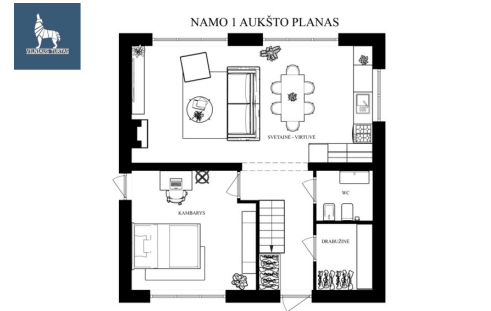 NAMO 1 AUKŠTO PLANAS
SVETAINĖ - VIRTUVĖ
KAMBARYS
WC
DRABUŽINĖ